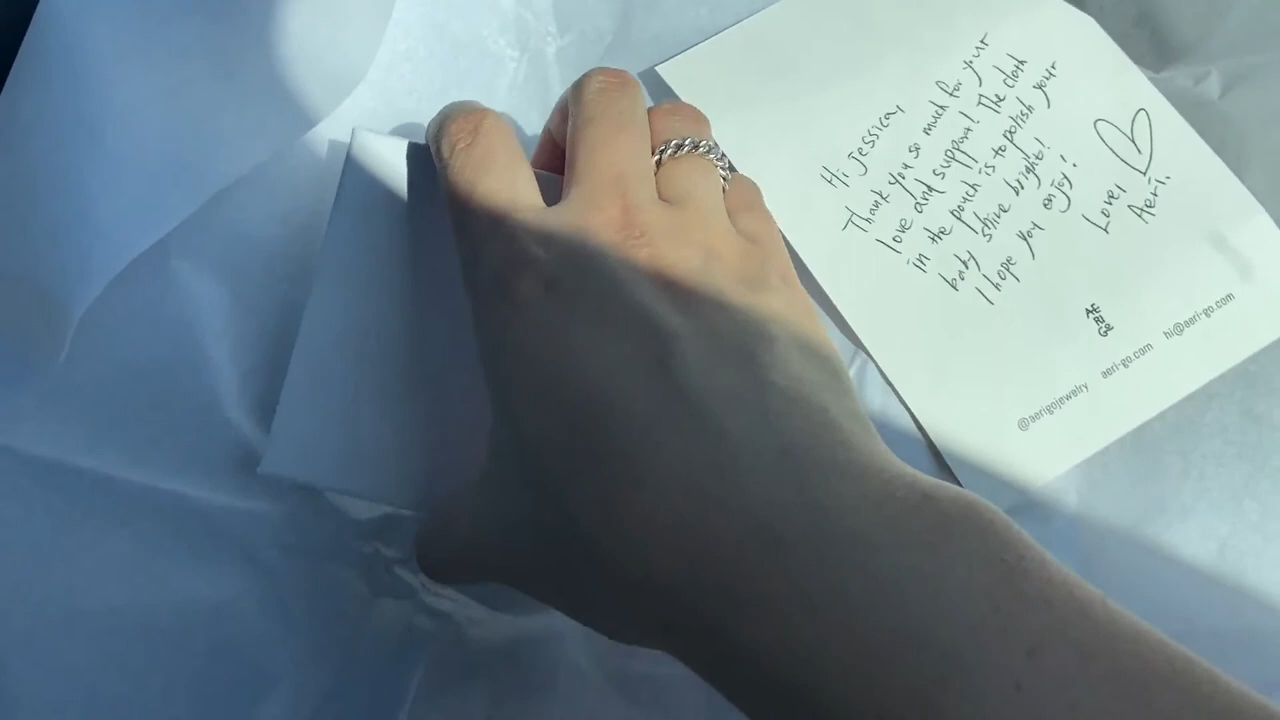 Hi Jessica,
Thank you so much for your
love and support! The cloth
in the pouch is to polish your
baby shine bright!
I hope you enjoy!
Love,
Aeri.
AE
RI
GO
@aerigojewelry aeri-go.com hi@aeri-go.com